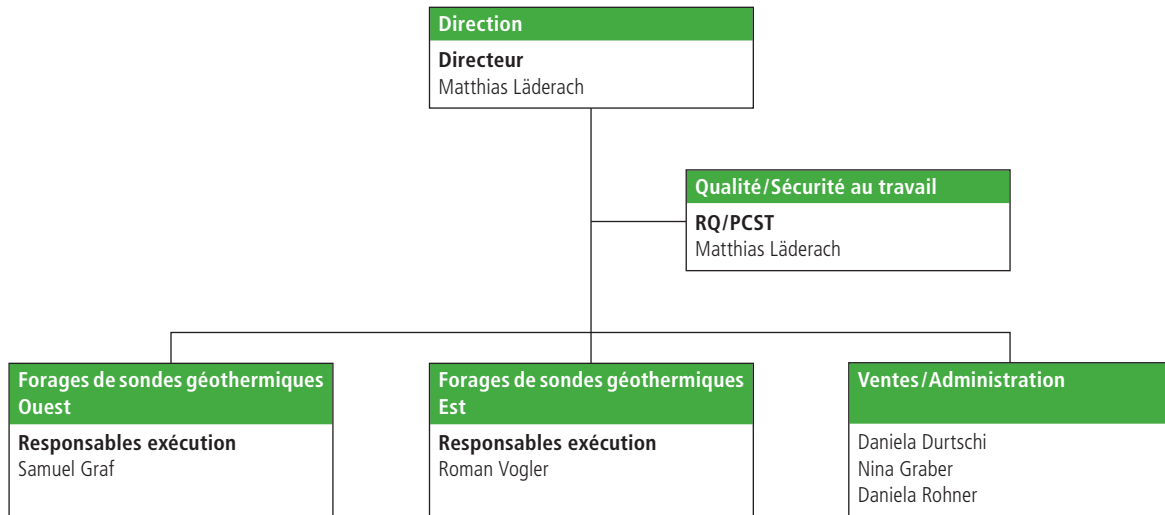 Direction
Directeur
Matthias Läderach
Qualité/Sécurité au travail
RQ/PCST
Matthias Läderach
Forages de sondes géothermiques
Ouest
Responsables exécution
Samuel Graf
Forages de sondes géothermiques
Est
Responsables exécution
Roman Vogler
Ventes/Administration
Daniela Durtschi
Nina Graber
Daniela Rohner